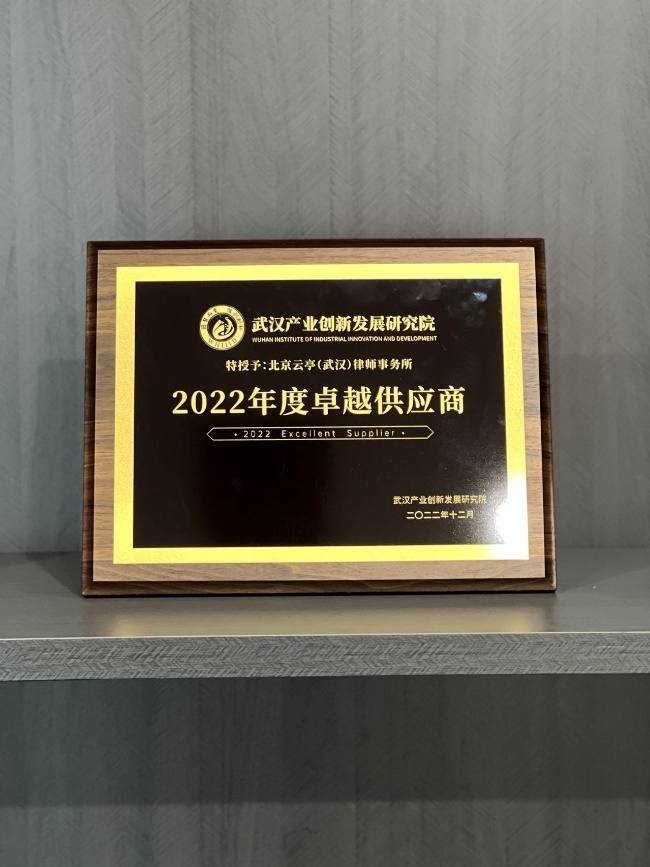 武汉产业创新发展研究院
WUHAN INSTITUTE OF INDUSTRIAL INNOVATION AND DEVELOPMENT
特授予：北京云亭（武汉）律师事务所
2022年度卓越供应商
· 2022 Excellent Supplier ·
武汉产业创新发展研究院
二〇二二年十二月